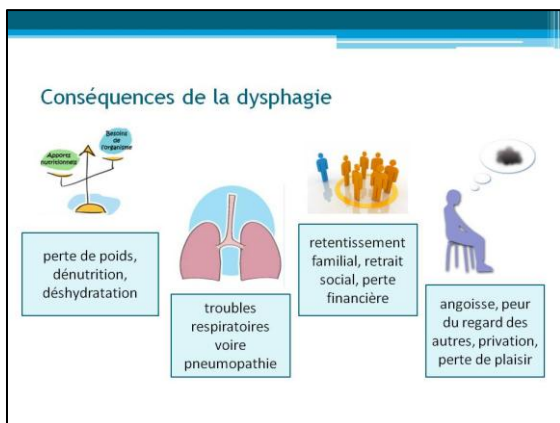 Conséquences de la dysphagie
Apports
nutritionnels
Besoins
de
l'organisme
perte de poids,
dénutrition,
déshydratation
troubles
respiratoires
voire
pneumopathie
retentissement
familial, retrait
social, perte
financière
angoisse, peur
du regard des
autres, privation,
perte de plaisir